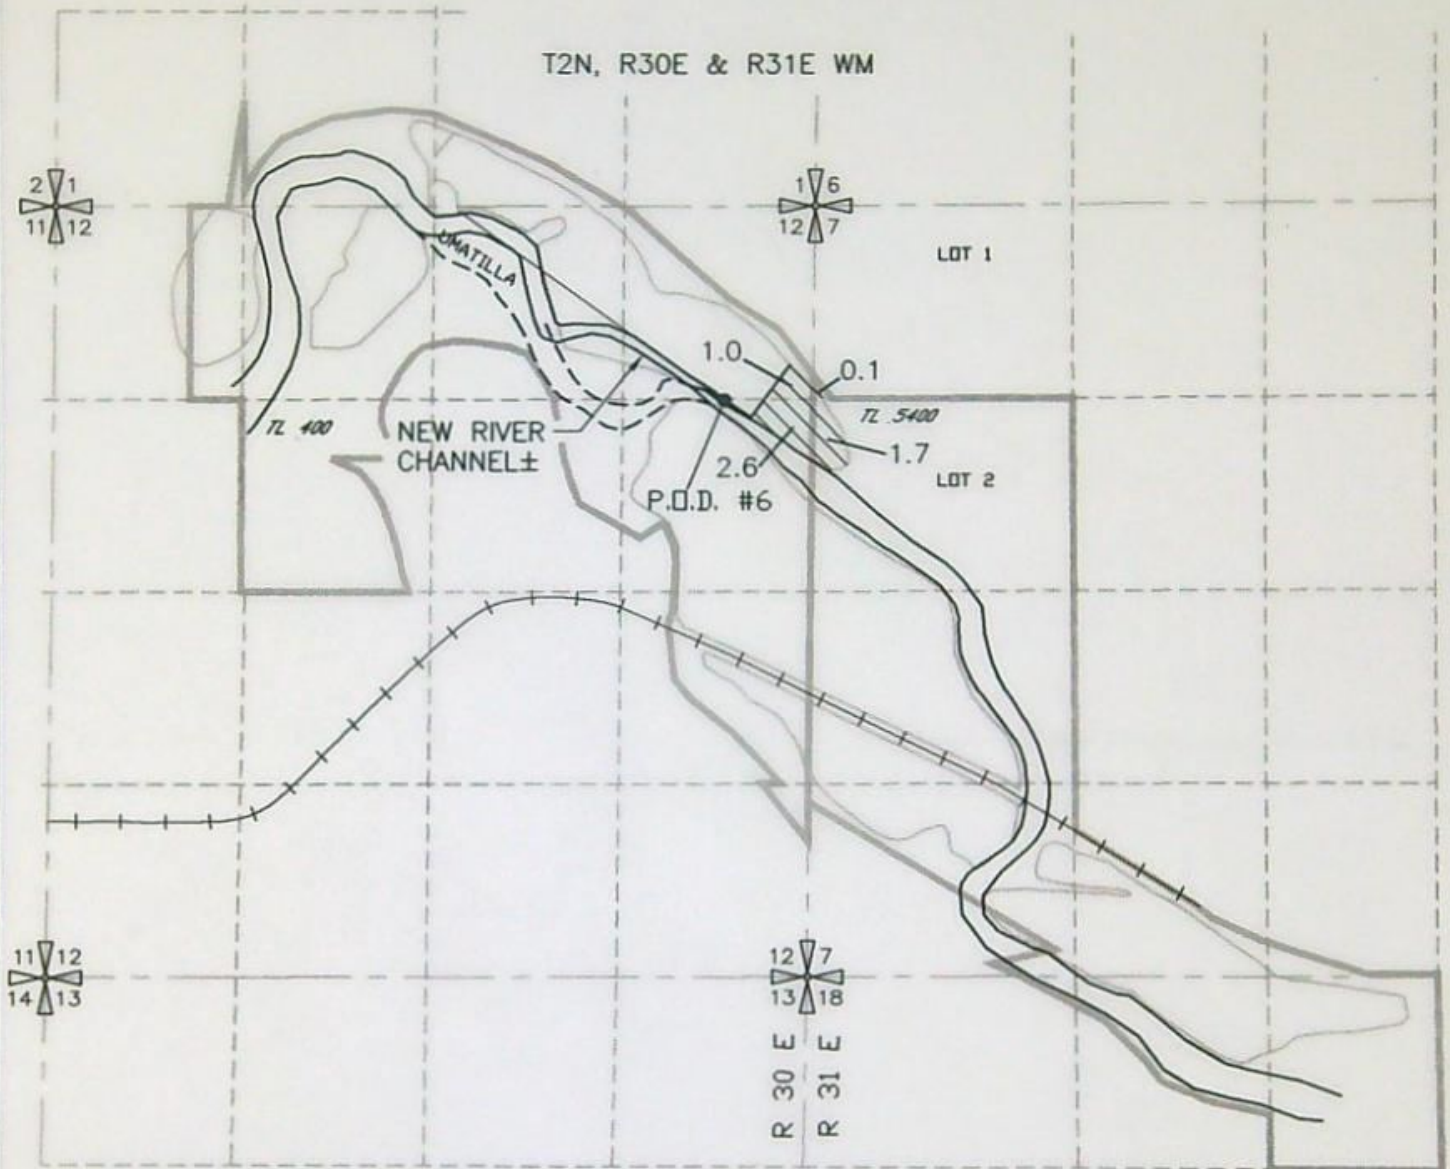 T2N, R30E & R31E WM
2 1
11 12
1 6
12 7
LOT 1
UMATILLA
1.0
0.1
TL 400
NEW RIVER
CHANNEL±
TL 5400
1.7
2.6
LOT 2
P.O.D. #6
11 12
14 13
12 7
13 18
R 30 E
R 31 E